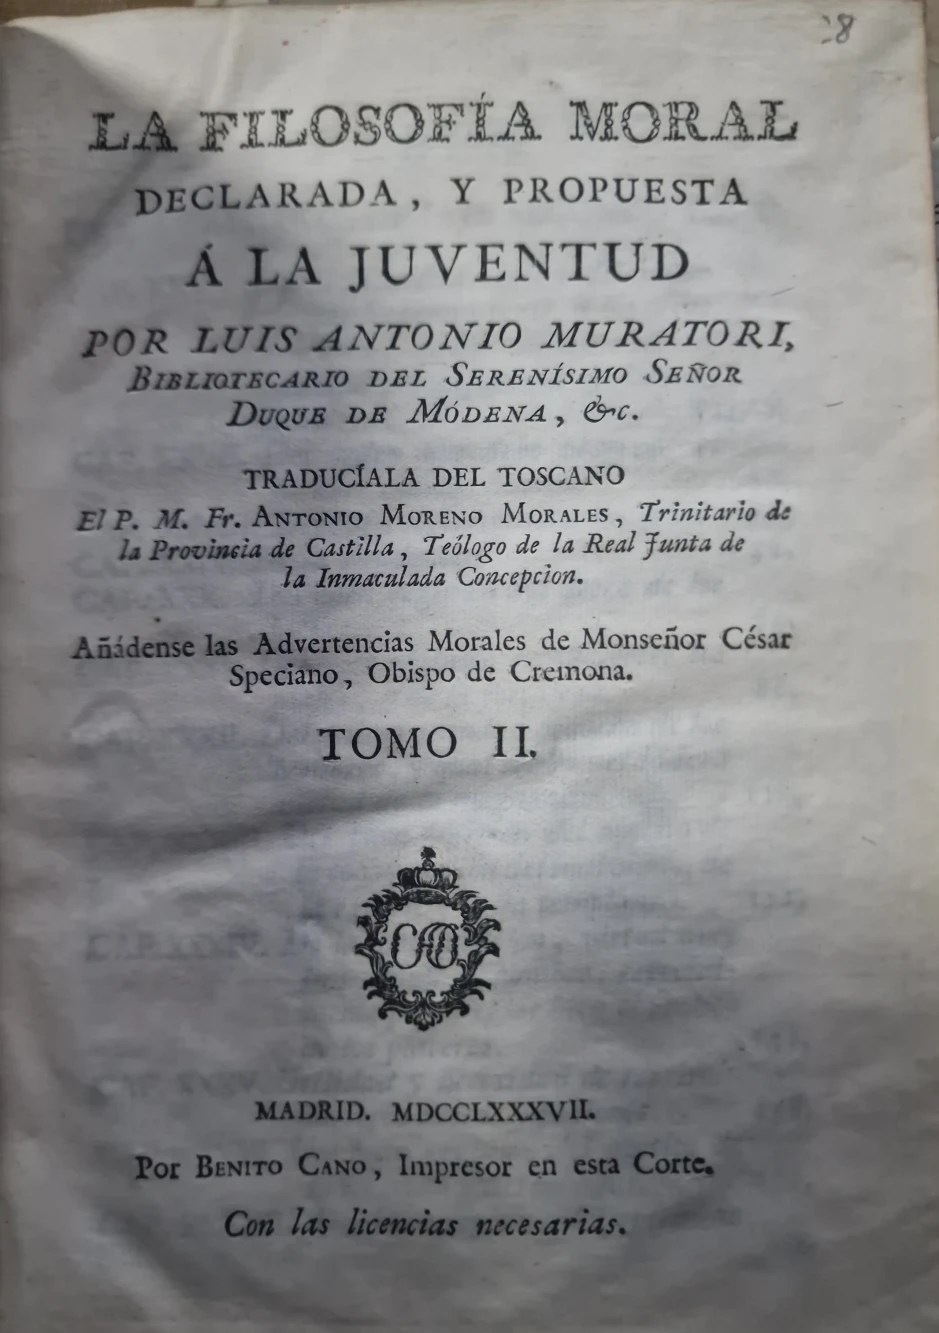 8
LA FILOSOFÍA MORAL
DECLARADA, Y PROPUESTA
Á LA JUVENTUD
POR LUIS ANTONIO MURATORI,
BIBLIOTECARIO DEL SERENÍSIMO SEÑOR
DUQUE DE MÓDENA, &c.
TRADUCÍALA DEL TOSCANO
El P. M. Fr. ANTONIO MORENO MORALES, Trinitario de
la Provincia de Castilla, Teólogo de la Real Junta de
la Inmaculada Concepcion.
Añádense las Advertencias Morales de Monseñor César
Speciano, Obispo de Cremona.
TOMO II.
MADRID. MDCCLXXXVII.
Por BENITO CANO, Impresor en esta Corte.
Con las licencias necesarias.